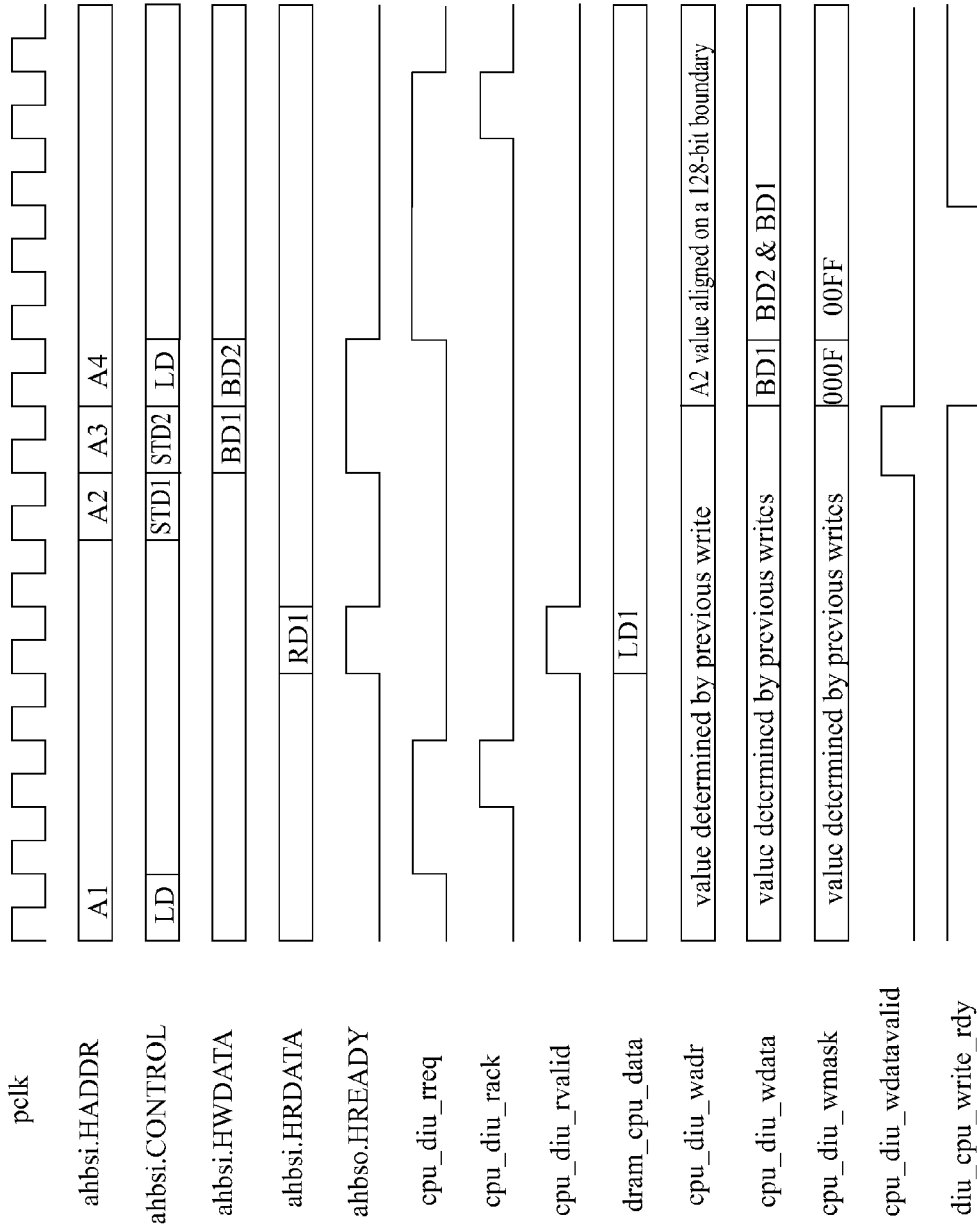 pclk
ahbsi.HADDR
A1
A2
A3
A4
ahbsi.CONTROL
LD
STD1
STD2
LD
ahbsi.HWDATA
BD1
BD2
ahbsi.HRDATA
RD1
ahbso.HREADY
cpu_diu_rreq
cpu_diu_rack
cpu_diu_rvalid
dram_cpu_data
LD1
cpu_diu_wadr
value determined by previous write
A2 value aligned on a 128-bit boundary
cpu_diu_wdata
value determined by previous writes
BD1
BD2 & BD1
cpu_diu_wmask
value determined by previous writes
000F
00FF
cpu_diu_wdatavalid
diu_cpu_write_rdy